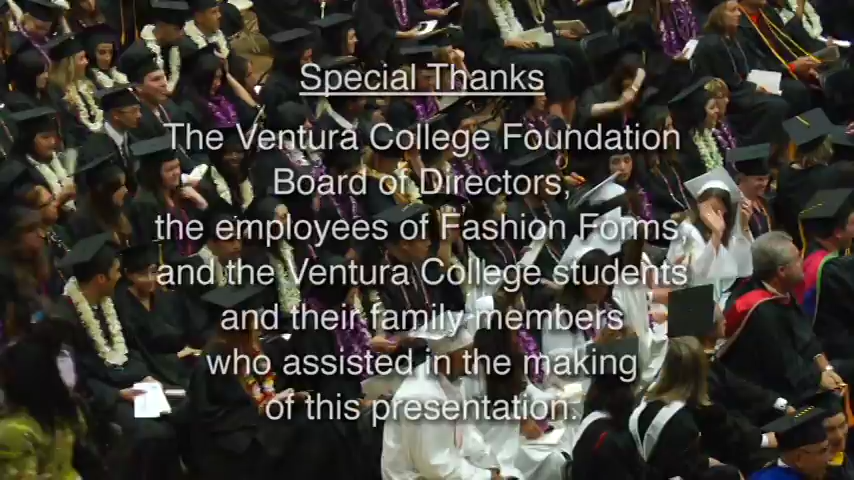 Special Thanks
The Ventura College Foundation
Board of Directors,
the employees of Fashion Forms,
and the Ventura College students
and their family members
who assisted in the making
of this presentation.